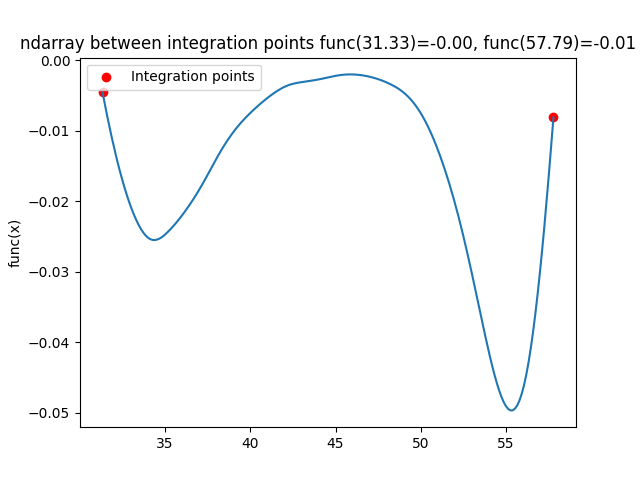 ndarray between integration points func(31.33)=-0.00, func(57.79)=-0.01
Integration points
func(x)
0.00
−0.01
−0.02
−0.03
−0.04
−0.05
35 40 45 50 55